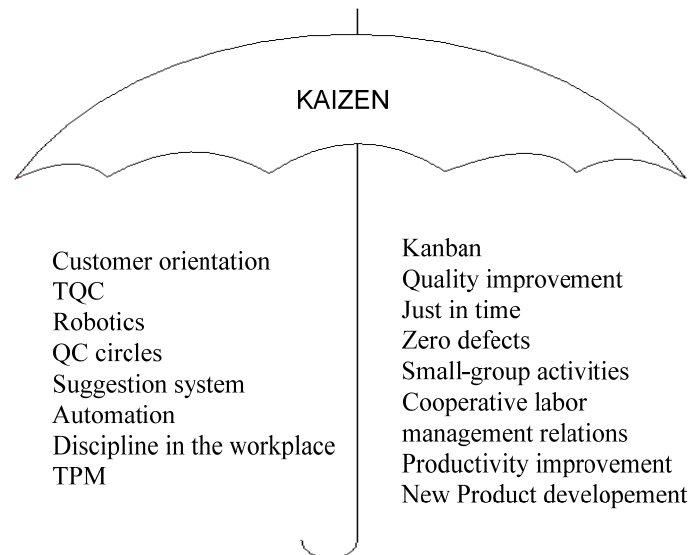 KAIZEN
Customer orientation
TQC
Robotics
QC circles
Suggestion system
Automation
Discipline in the workplace
TPM
Kanban
Quality improvement
Just in time
Zero defects
Small-group activities
Cooperative labor
management relations
Productivity improvement
New Product developement